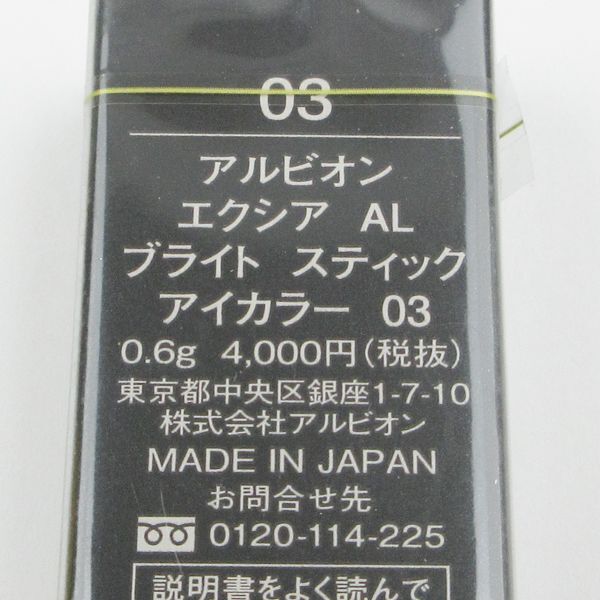 03
アルビオン
エクシア AL
ブライト スティック
アイカラー 03
0.6g 4,000円(税抜)
東京都中央区銀座1-7-10
株式会社アルビオン
MADE IN JAPAN
お問合せ先
0120-114-225
説明書をよく読んで